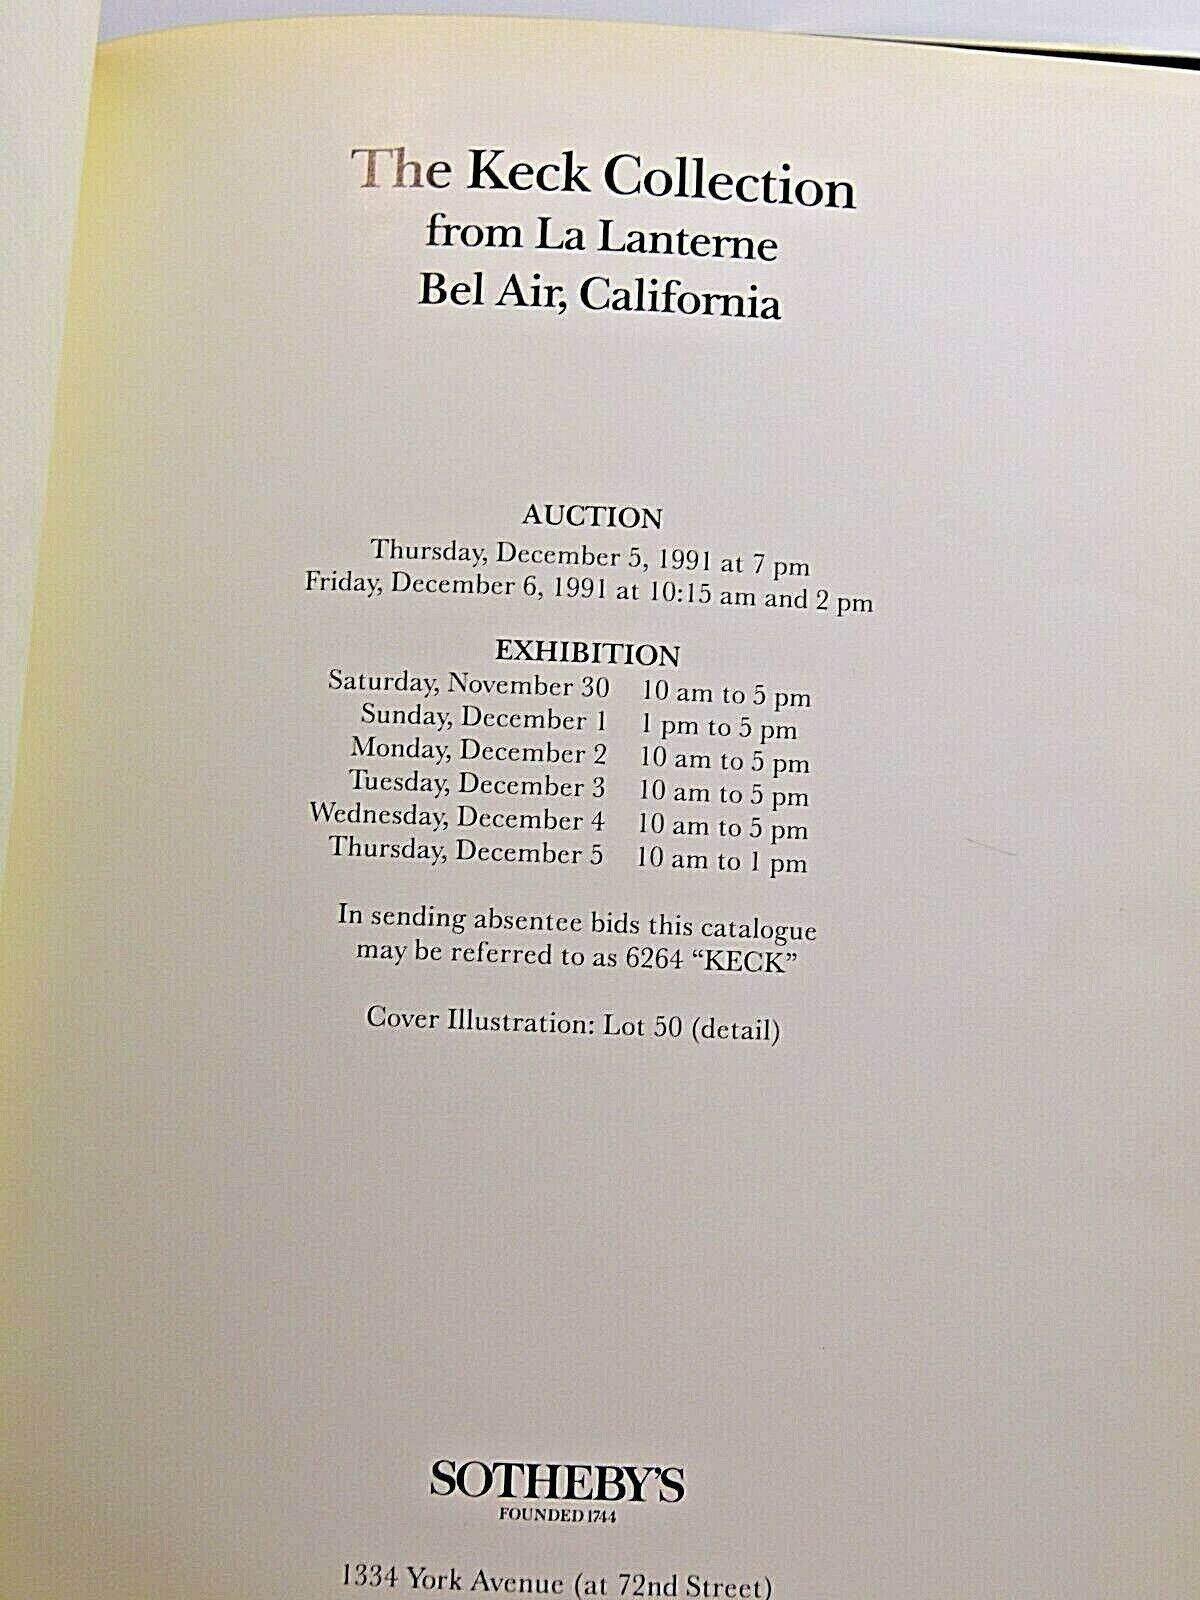 The Keck Collection
from La Lanterne
Bel Air, California
AUCTION
Thursday, December 5, 1991 at 7 pm
Friday, December 6, 1991 at 10:15 am and 2 pm
EXHIBITION
Saturday, November 30 10 am to 5 pm
Sunday, December 1 1 pm to 5 pm
Monday, December 2 10 am to 5 pm
Tuesday, December 3 10 am to 5 pm
Wednesday, December 4 10 am to 5 pm
Thursday, December 5 10 am to 1 pm
In sending absentee bids this catalogue
may be referred to as 6264 “KECK”
Cover Illustration: Lot 50 (detail)
SOTHEBY'S
FOUNDED 1744
1334 York Avenue (at 72nd Street)